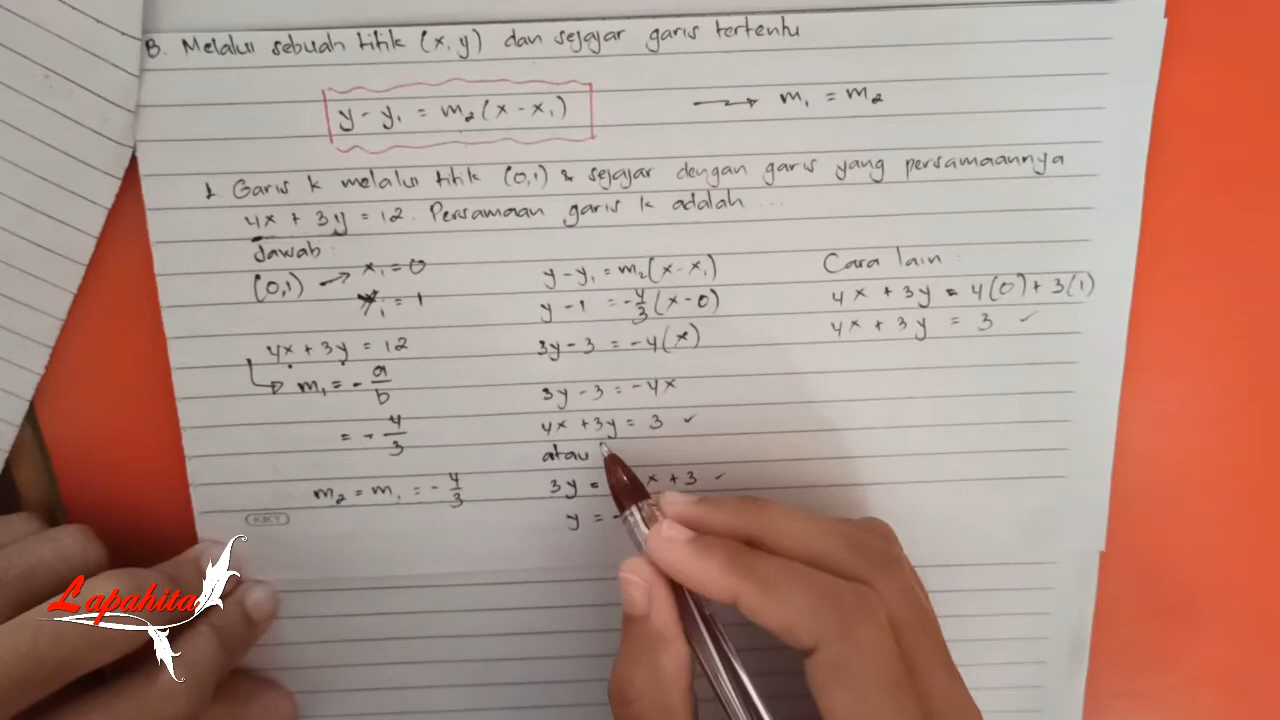 B. Melalui sebuah titik (x, y) dan sejajar garis tertentu
y - y₁ = m₂(x - x₁)
→ m₁ = m₂
1. Garis k melalui titik (0,1) & sejajar dengan garis yang persamaannya
4x + 3y = 12. Persamaan garis k adalah ...
Jawab :
(0,1) → x₁ = 0
y₁ = 1
4x + 3y = 12
↳ m₁ = - a/b
= - 4/3
m₂ = m₁ = - 4/3
y - y₁ = m₂(x - x₁)
y - 1 = - 4/3 (x - 0)
3y - 3 = -4(x)
3y - 3 = -4x
4x + 3y = 3 ✓
atau
3y = x + 3 ✓
y = -
Cara lain
4x + 3y = 4(0) + 3(1)
4x + 3y = 3 ✓
KKY
Lapahita